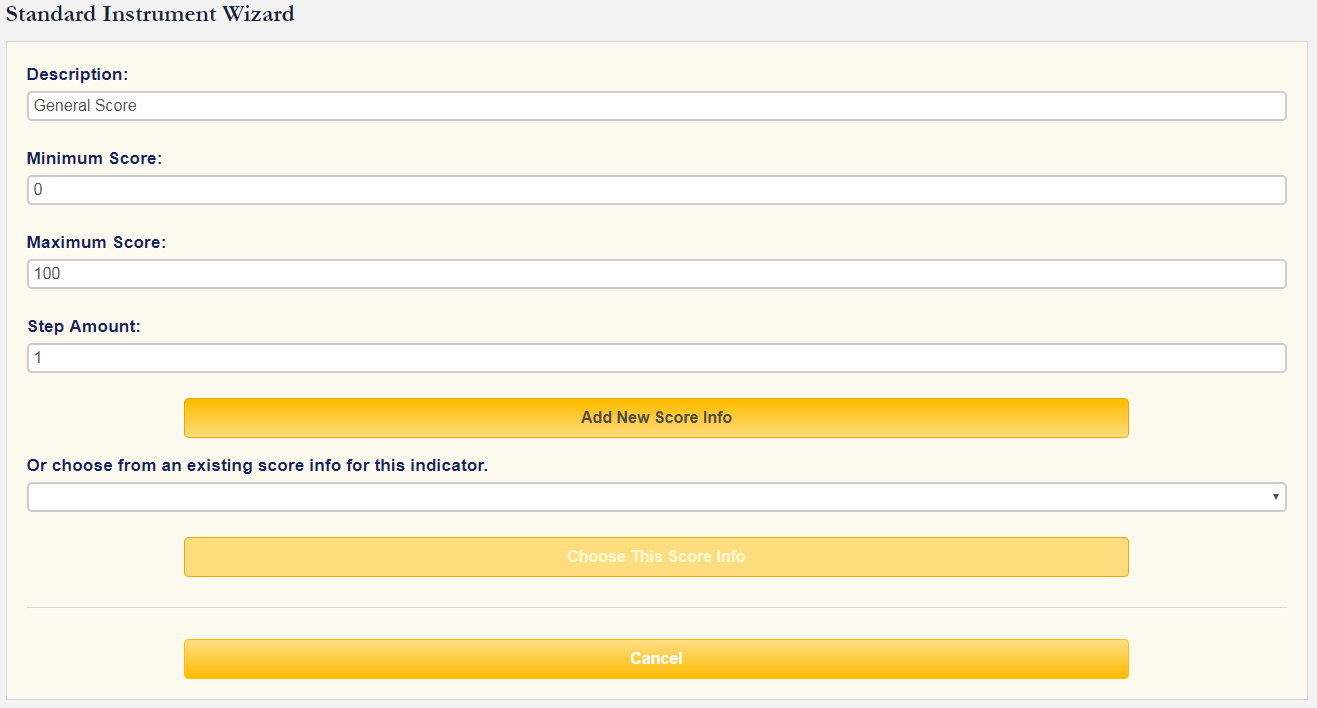 Standard Instrument Wizard
Description:
General Score
Minimum Score:
0
Maximum Score:
100
Step Amount:
1
Add New Score Info
Or choose from an existing score info for this indicator.
Choose This Score Info
Cancel